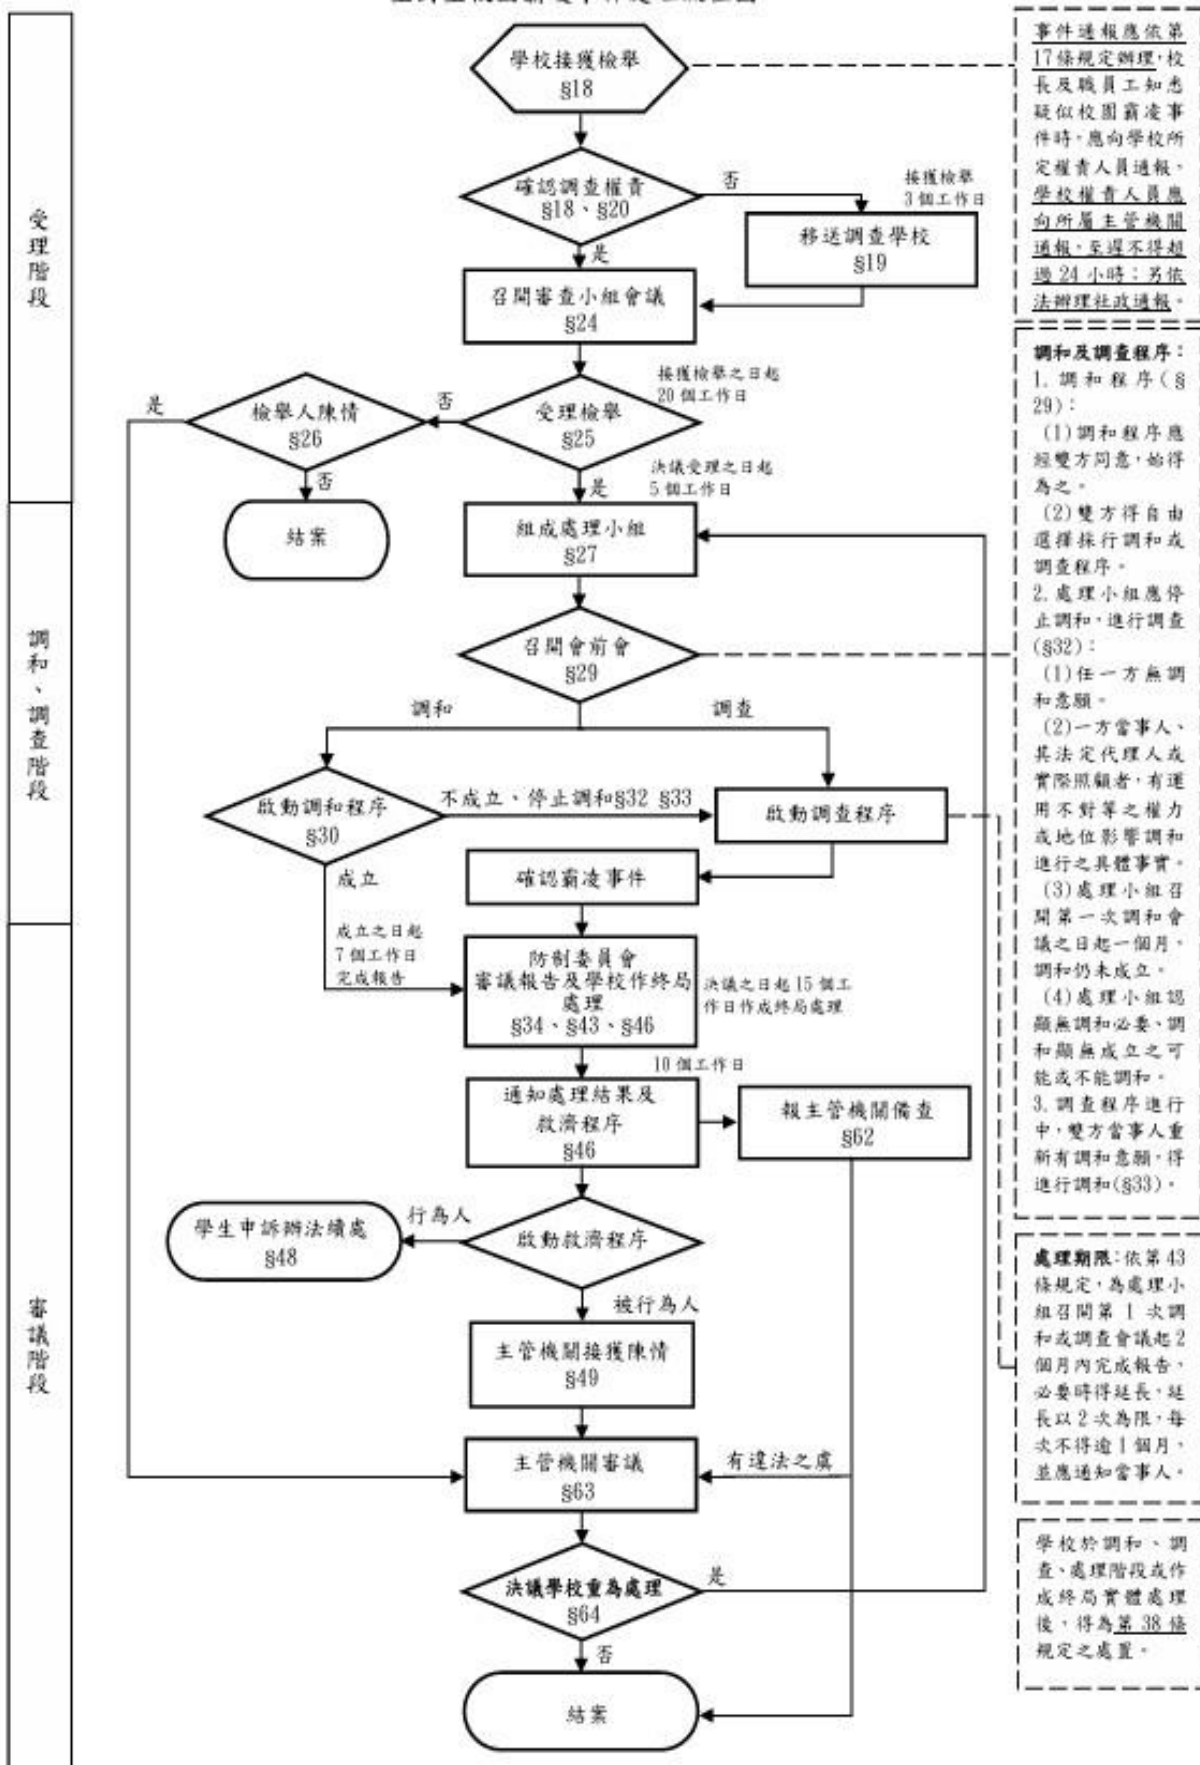 受理階段
學校接獲檢舉
§18
確認調查權責
§18、§20
否
接獲檢舉
3個工作日
移送調查學校
§19
是
召開審查小組會議
§24
接獲檢舉之日起
20個工作日
受理檢舉
§25
否
檢舉人陳情
§26
是
否
結案
決議受理之日起
5個工作日
是
調和、調查階段
組成處理小組
§27
召開會前會
§29
調和
調查
啟動調和程序
§30
不成立、停止調和§32 §33
啟動調查程序
成立
確認霸凌事件
審議階段
成立之日起
7個工作日
完成報告
防制委員會
審議報告及學校作終局
處理
§34、§43、§46
決議之日起15個工
作日作成終局處理
10個工作日
通知處理結果及
救濟程序
§46
報主管機關備查
§62
啟動救濟程序
行為人
學生申訴辦法續處
§48
被行為人
主管機關接獲陳情
§49
主管機關審議
§63
有違法之虞
決議學校重為處理
§64
是
否
結案
事件通報應依第
17條規定辦理,校
長及職員工知悉
疑似校園霸凌事
件時,應向學校所
定權責人員通報,
學校權責人員應
向所屬主管機關
通報,至遲不得超
過24小時;另依
法辦理社政通報。
調和及調查程序:
1.調和程序(§
29):
(1)調和程序應
經雙方同意,始得
為之。
(2)雙方得自由
選擇採行調和或
調查程序。
2.處理小組應停
止調和,進行調查
(§32):
(1)任一方無調
和意願。
(2)一方當事人、
其法定代理人或
實際照顧者,有運
用不對等之權力
或地位影響調和
進行之具體事實。
(3)處理小組召
開第一次調和會
議之日起一個月,
調和仍未成立。
(4)處理小組認
顯無調和必要、調
和顯無成立之可
能或不能調和。
3.調查程序進行
中,雙方當事人重
新有調和意願,得
進行調和(§33)。
處理期限:依第43
條規定,為處理小
組召開第1次調
和或調查會議起2
個月內完成報告,
必要時得延長,延
長以2次為限,每
次不得逾1個月,
並應通知當事人。
學校於調和、調
查、處理階段或作
成終局實體處理
後,得為第38條
規定之處置。